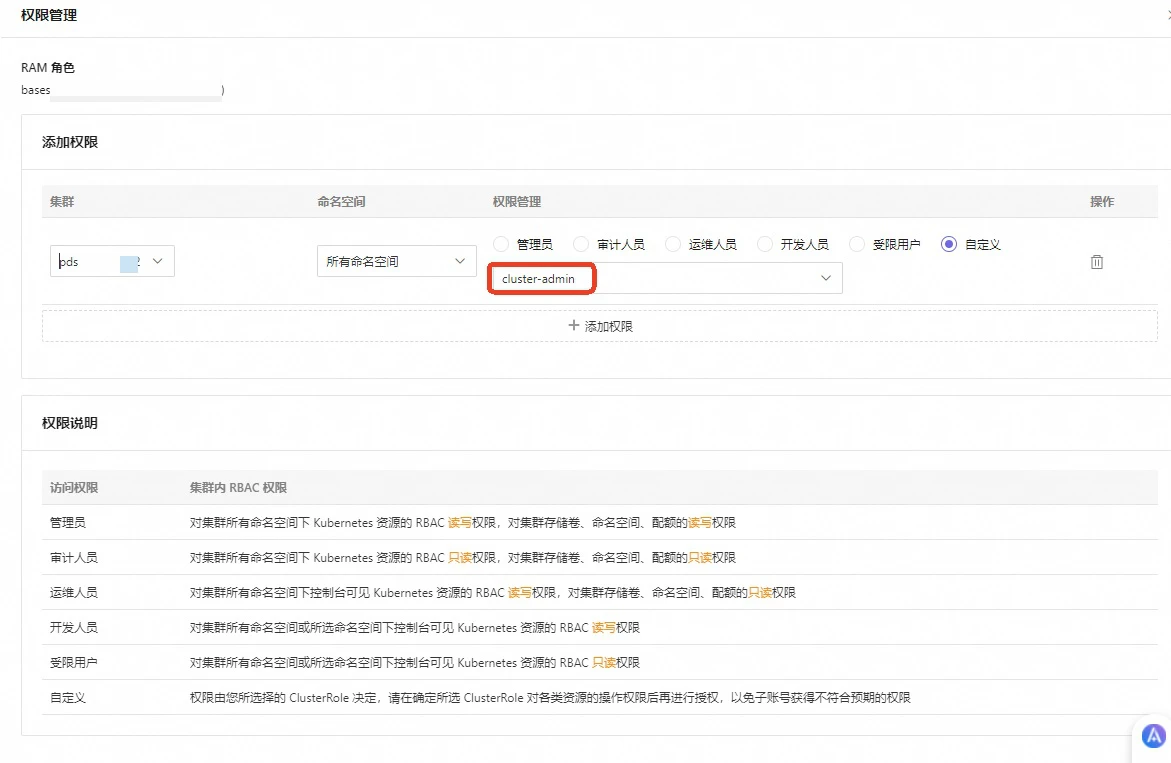 权限管理
RAM 角色
bases )
添加权限
集群 命名空间 权限管理 操作
管理员 审计人员 运维人员 开发人员 受限用户 自定义
pds 所有命名空间
cluster-admin
添加权限
权限说明
访问权限 集群内 RBAC 权限
管理员 对集群所有命名空间下 Kubernetes 资源的 RBAC 读写权限，对集群存储卷、命名空间、配额的读写权限
审计人员 对集群所有命名空间下 Kubernetes 资源的 RBAC 只读权限，对集群存储卷、命名空间、配额的只读权限
运维人员 对集群所有命名空间下控制台可见 Kubernetes 资源的 RBAC 读写权限，对集群存储卷、命名空间、配额的只读权限
开发人员 对集群所有命名空间或所选命名空间下控制台可见 Kubernetes 资源的 RBAC 读写权限
受限用户 对集群所有命名空间或所选命名空间下控制台可见 Kubernetes 资源的 RBAC 只读权限
自定义 权限由您所选择的 ClusterRole 决定，请在确定所选 ClusterRole 对各类资源的操作权限后再进行授权，以免子账号获得不符合预期的权限